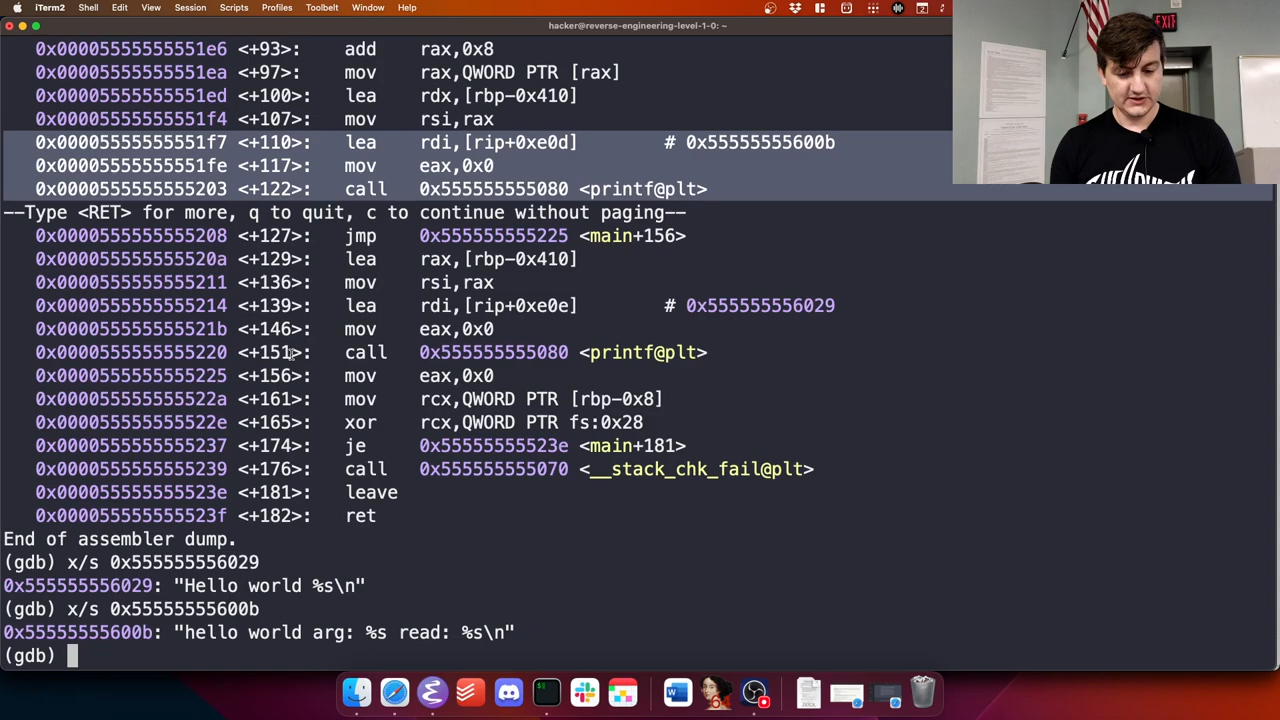 iTerm2 Shell Edit View Session Scripts Profiles Toolbelt Window Help
hacker@reverse-engineering-level-1-0: ~
EXIT
0x00005555555551e6 <+93>: add rax,0x8
0x00005555555551ea <+97>: mov rax,QWORD PTR [rax]
0x00005555555551ed <+100>: lea rdx,[rbp-0x410]
0x00005555555551f4 <+107>: mov rsi,rax
0x00005555555551f7 <+110>: lea rdi,[rip+0xe0d] # 0x55555555600b
0x00005555555551fe <+117>: mov eax,0x0
0x0000555555555203 <+122>: call 0x555555555080 <printf@plt>
--Type <RET> for more, q to quit, c to continue without paging--
0x0000555555555208 <+127>: jmp 0x555555555225 <main+156>
0x000055555555520a <+129>: lea rax,[rbp-0x410]
0x0000555555555211 <+136>: mov rsi,rax
0x0000555555555214 <+139>: lea rdi,[rip+0xe0e] # 0x555555556029
0x000055555555521b <+146>: mov eax,0x0
0x0000555555555220 <+151>: call 0x555555555080 <printf@plt>
0x0000555555555225 <+156>: mov eax,0x0
0x000055555555522a <+161>: mov rcx,QWORD PTR [rbp-0x8]
0x000055555555522e <+165>: xor rcx,QWORD PTR fs:0x28
0x0000555555555237 <+174>: je 0x55555555523e <main+181>
0x0000555555555239 <+176>: call 0x555555555070 <__stack_chk_fail@plt>
0x000055555555523e <+181>: leave
0x000055555555523f <+182>: ret
End of assembler dump.
(gdb) x/s 0x555555556029
0x555555556029: "Hello world %s\n"
(gdb) x/s 0x55555555600b
0x55555555600b: "hello world arg: %s read: %s\n"
(gdb)